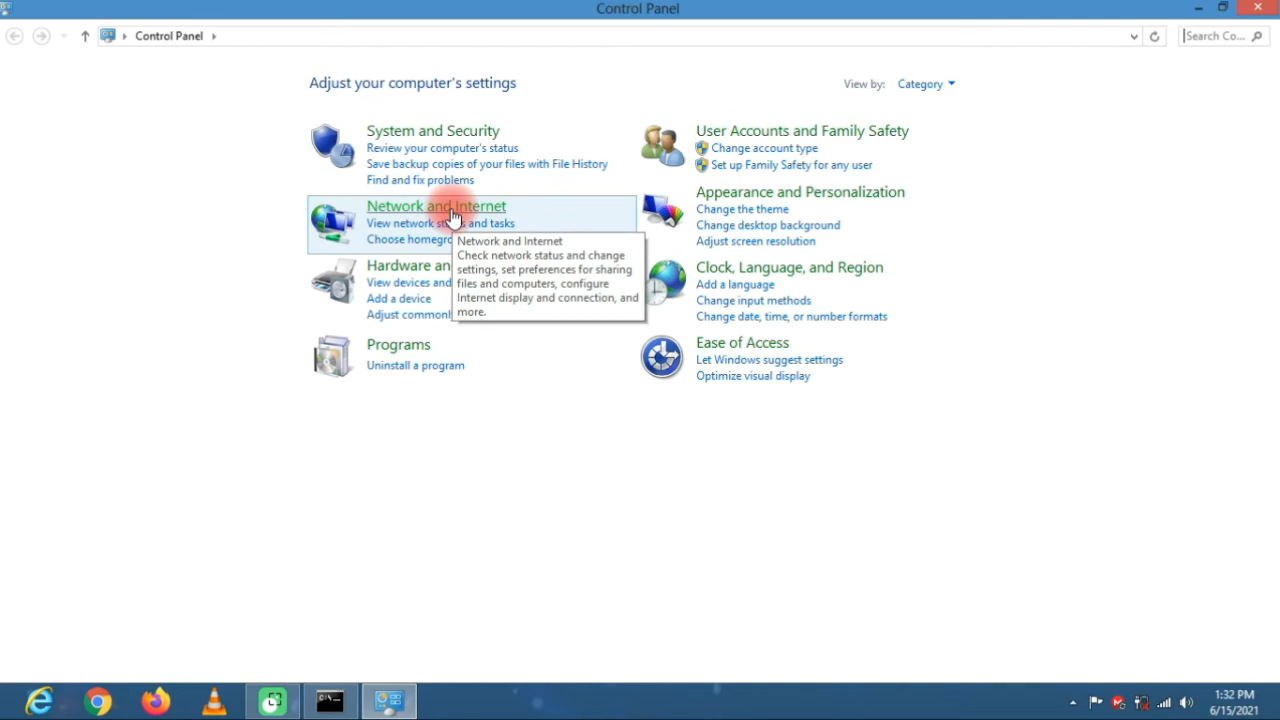 Control Panel
Control Panel
Search Co...
Adjust your computer's settings
View by: Category
System and Security
Review your computer's status
Save backup copies of your files with File History
Find and fix problems
Network and Internet
View network status and tasks
Choose homegro
Network and Internet
Check network status and change
settings, set preferences for sharing
files and computers, configure
Internet display and connection, and
more.
Hardware an
View devices and
Add a device
Adjust commonl
Programs
Uninstall a program
User Accounts and Family Safety
Change account type
Set up Family Safety for any user
Appearance and Personalization
Change the theme
Change desktop background
Adjust screen resolution
Clock, Language, and Region
Add a language
Change input methods
Change date, time, or number formats
Ease of Access
Let Windows suggest settings
Optimize visual display
1:32 PM
6/15/2021